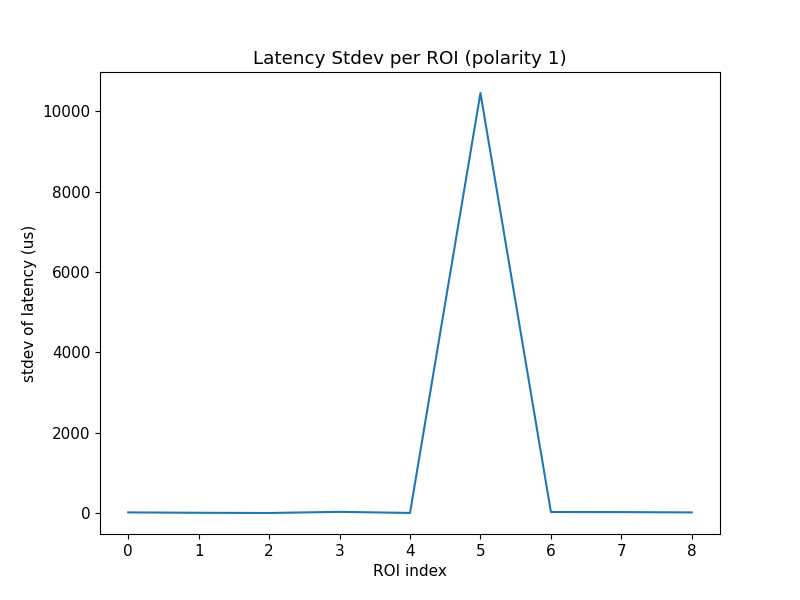 Latency Stdev per ROI (polarity 1)
10000
8000
6000
4000
2000
0
stdev of latency (us)
0 1 2 3 4 5 6 7 8
ROI index